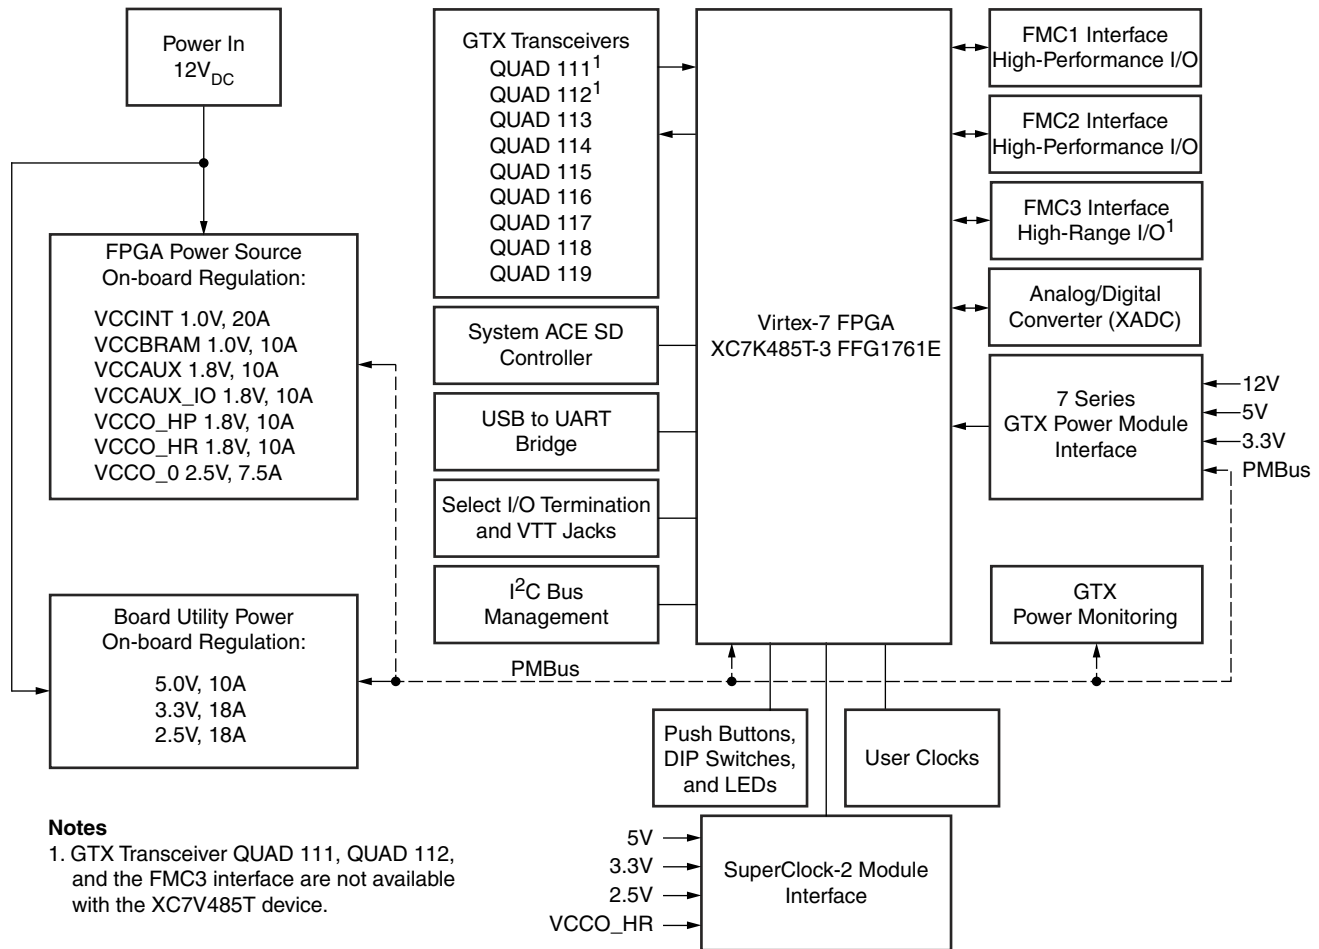 Power In
12V_DC
FPGA Power Source
On-board Regulation:
VCCINT 1.0V, 20A
VCCBRAM 1.0V, 10A
VCCAUX 1.8V, 10A
VCCAUX_IO 1.8V, 10A
VCCO_HP 1.8V, 10A
VCCO_HR 1.8V, 10A
VCCO_0 2.5V, 7.5A
Board Utility Power
On-board Regulation:
5.0V, 10A
3.3V, 18A
2.5V, 18A
GTX Transceivers
QUAD 111¹
QUAD 112¹
QUAD 113
QUAD 114
QUAD 115
QUAD 116
QUAD 117
QUAD 118
QUAD 119
System ACE SD
Controller
USB to UART
Bridge
Select I/O Termination
and VTT Jacks
I²C Bus
Management
PMBus
Virtex-7 FPGA
XC7K485T-3 FFG1761E
FMC1 Interface
High-Performance I/O
FMC2 Interface
High-Performance I/O
FMC3 Interface
High-Range I/O¹
Analog/Digital
Converter (XADC)
7 Series
GTX Power Module
Interface
12V
5V
3.3V
PMBus
GTX
Power Monitoring
Push Buttons,
DIP Switches,
and LEDs
User Clocks
5V
3.3V
2.5V
VCCO_HR
SuperClock-2 Module
Interface
Notes
1. GTX Transceiver QUAD 111, QUAD 112,
and the FMC3 interface are not available
with the XC7V485T device.